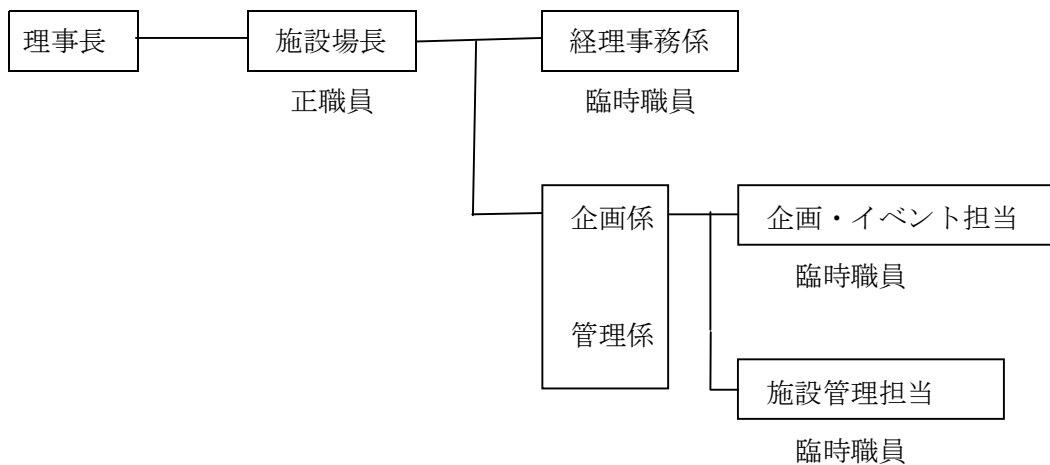 理事長
施設場長
経理事務係
正職員
臨時職員
企画係
企画・イベント担当
臨時職員
管理係
施設管理担当
臨時職員